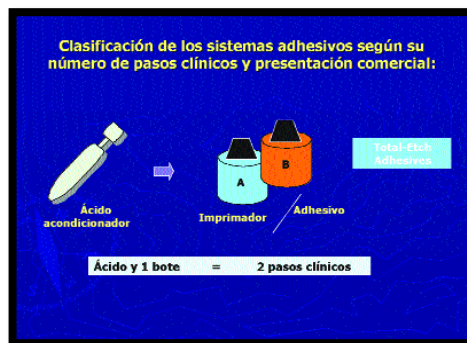 Clasificación de los sistemas adhesivos según su
número de pasos clínicos y presentación comercial:
Total-Etch
Adhesives
A
B
Ácido
acondicionador
Imprimador
Adhesivo
Ácido y 1 bote = 2 pasos clínicos